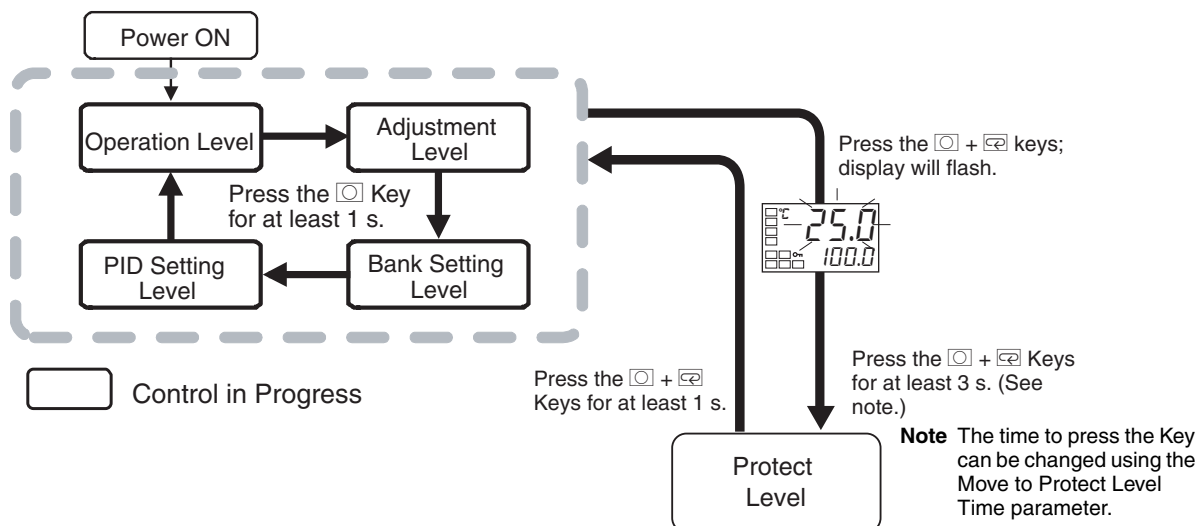 Power ON
Operation Level
Adjustment
Level
Press the Key
for at least 1 s.
PID Setting
Level
Bank Setting
Level
Control in Progress
Press the + keys;
display will flash.
°C
25.0
100.0
Press the +
Keys for at least 1 s.
Press the + Keys
for at least 3 s. (See
note.)
Protect
Level
Note The time to press the Key
can be changed using the
Move to Protect Level
Time parameter.